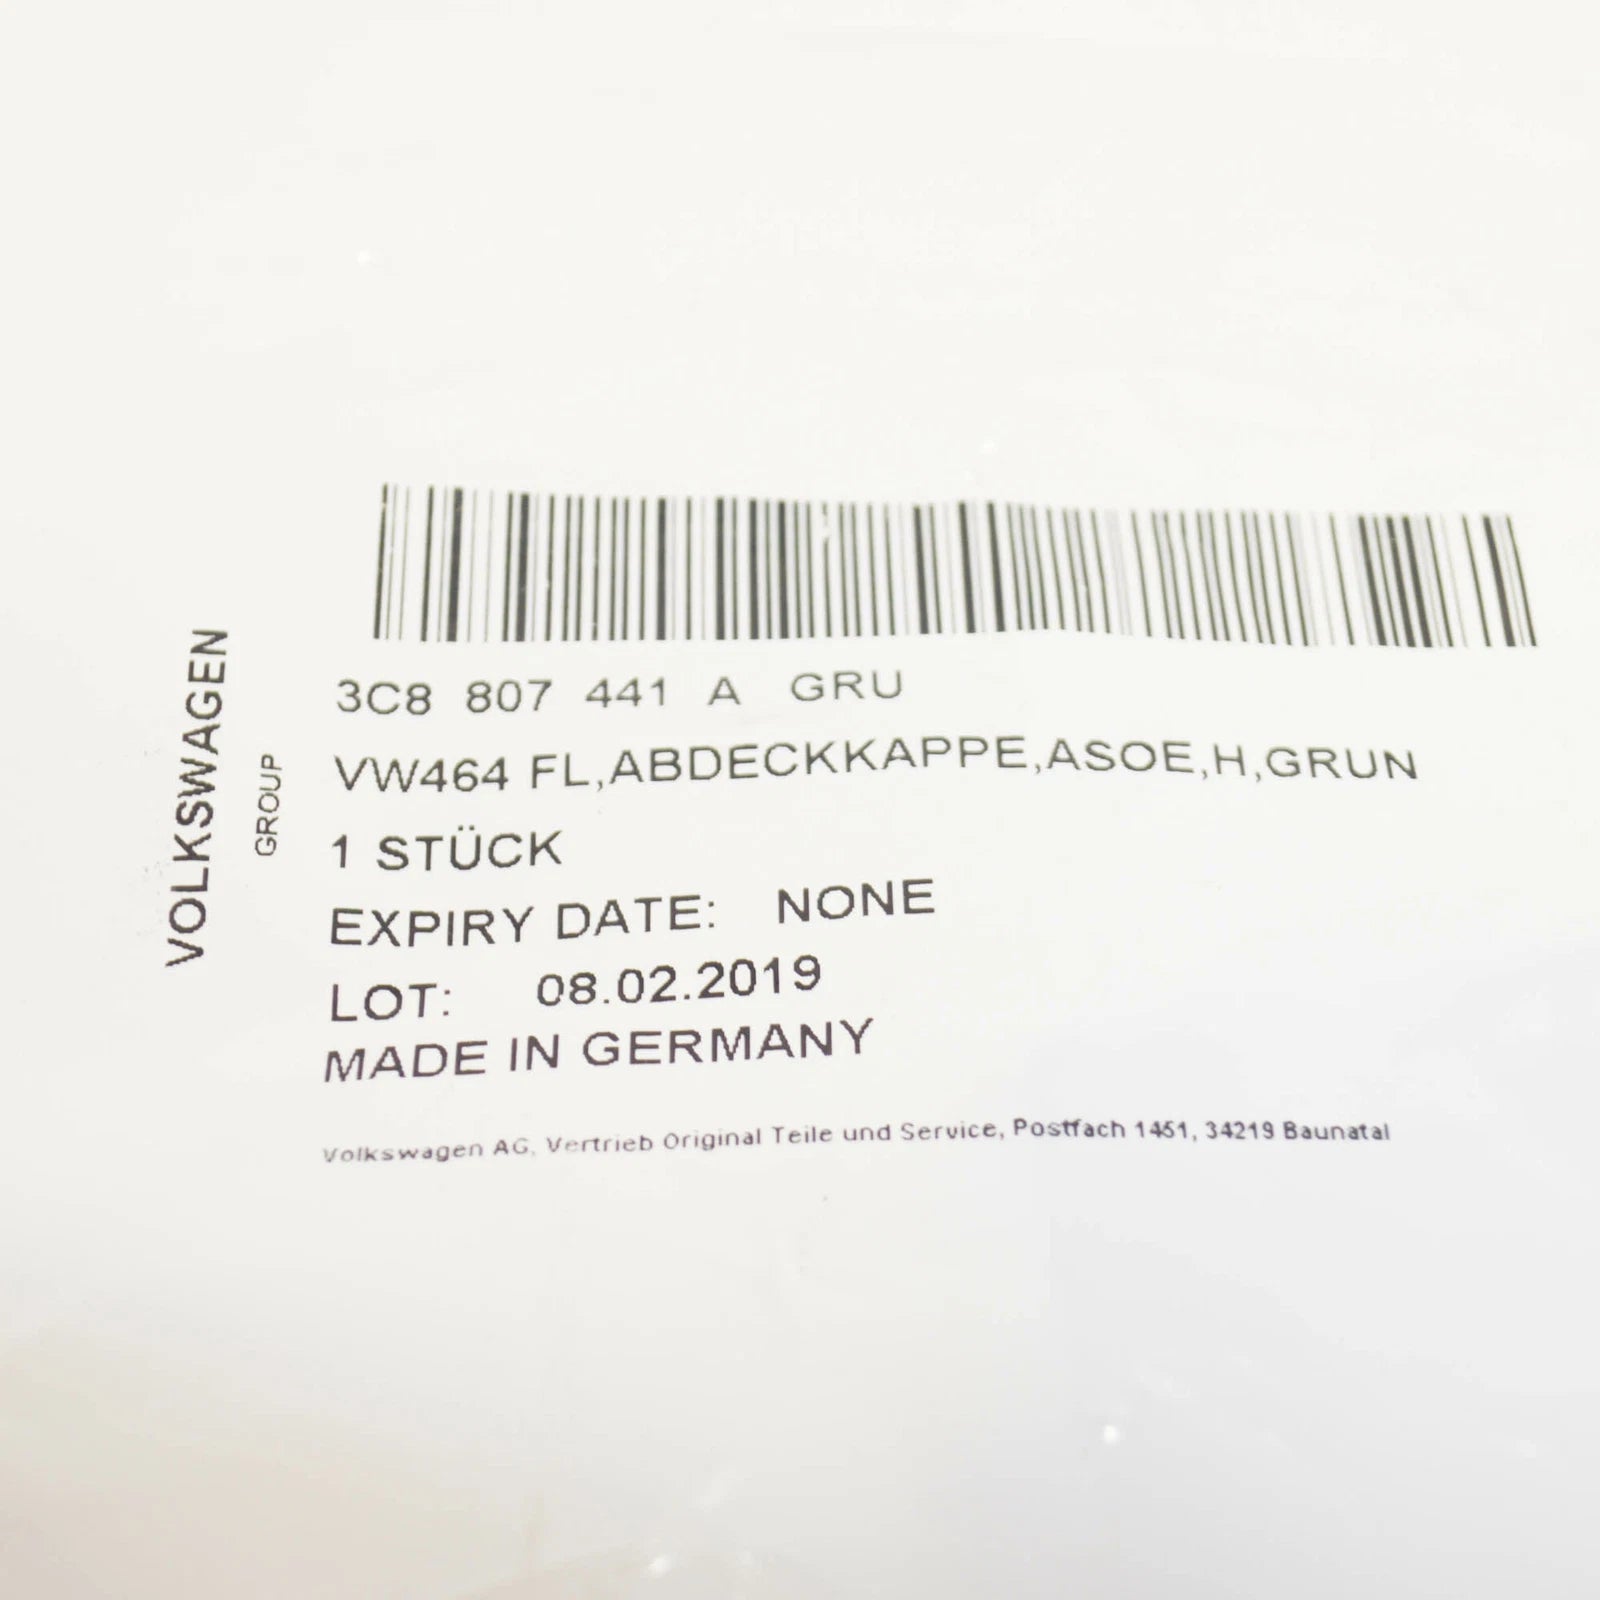 VOLKSWAGEN
GROUP
3C8 807 441 A GRU
VW464 FL,ABDECKKAPPE,ASOE,H,GRUN
1 STÜCK
EXPIRY DATE: NONE
LOT: 08.02.2019
MADE IN GERMANY
Volkswagen AG, Vertrieb Original Teile und Service, Postfach 1451, 34219 Baunatal